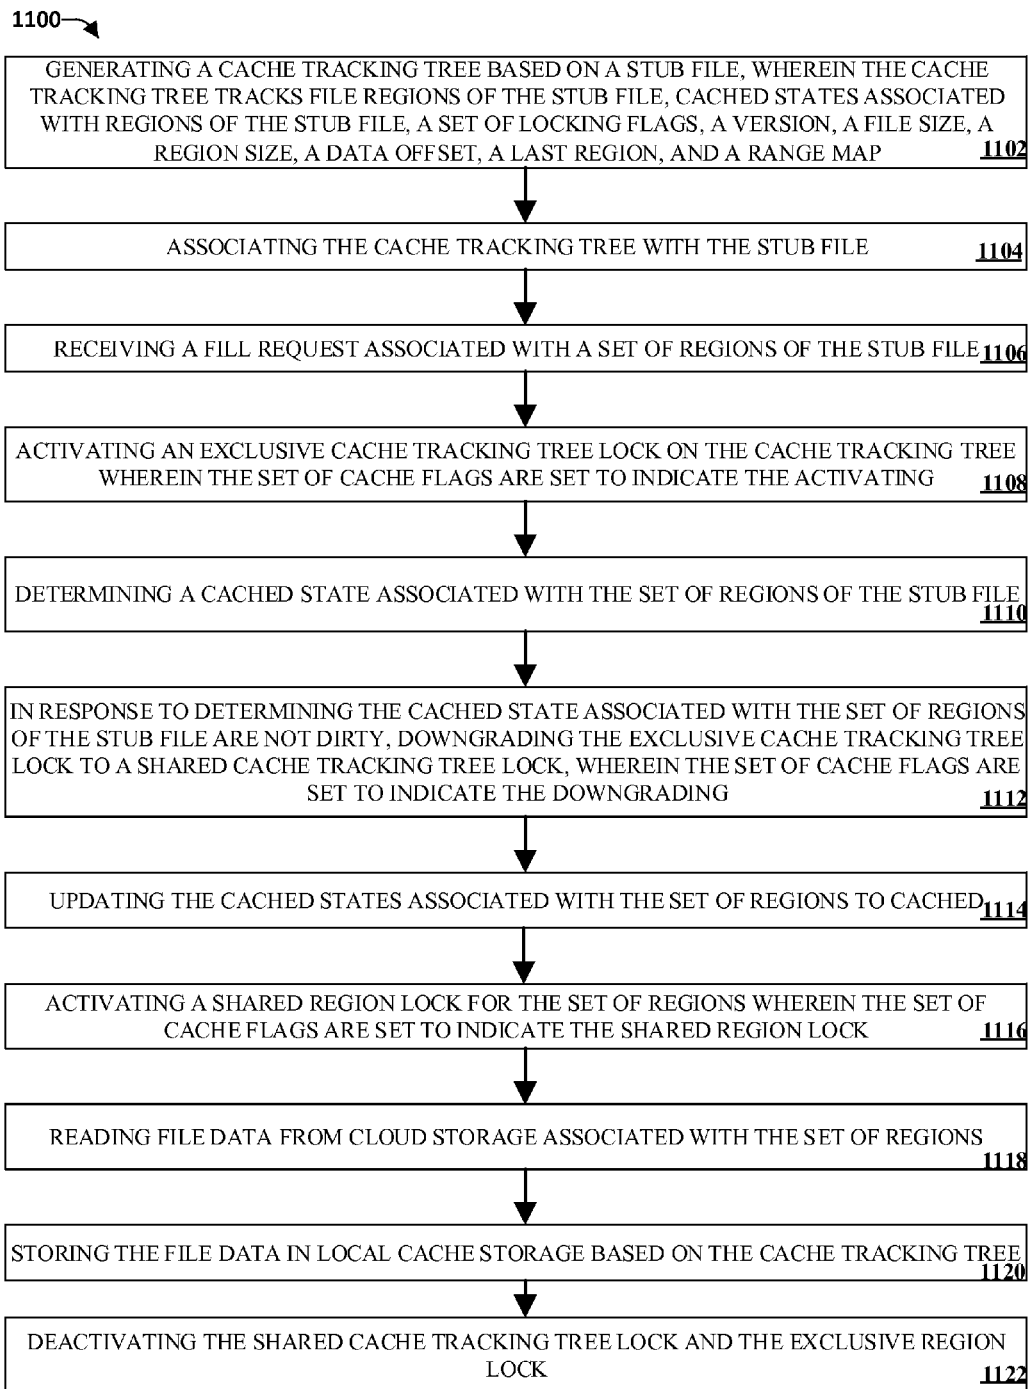 1100
GENERATING A CACHE TRACKING TREE BASED ON A STUB FILE, WHEREIN THE CACHE
TRACKING TREE TRACKS FILE REGIONS OF THE STUB FILE, CACHED STATES ASSOCIATED
WITH REGIONS OF THE STUB FILE, A SET OF LOCKING FLAGS, A VERSION, A FILE SIZE, A
REGION SIZE, A DATA OFFSET, A LAST REGION, AND A RANGE MAP 1102
ASSOCIATING THE CACHE TRACKING TREE WITH THE STUB FILE 1104
RECEIVING A FILL REQUEST ASSOCIATED WITH A SET OF REGIONS OF THE STUB FILE 1106
ACTIVATING AN EXCLUSIVE CACHE TRACKING TREE LOCK ON THE CACHE TRACKING TREE
WHEREIN THE SET OF CACHE FLAGS ARE SET TO INDICATE THE ACTIVATING 1108
DETERMINING A CACHED STATE ASSOCIATED WITH THE SET OF REGIONS OF THE STUB FILE
1110
IN RESPONSE TO DETERMINING THE CACHED STATE ASSOCIATED WITH THE SET OF REGIONS
OF THE STUB FILE ARE NOT DIRTY, DOWNGRADING THE EXCLUSIVE CACHE TRACKING TREE
LOCK TO A SHARED CACHE TRACKING TREE LOCK, WHEREIN THE SET OF CACHE FLAGS ARE
SET TO INDICATE THE DOWNGRADING 1112
UPDATING THE CACHED STATES ASSOCIATED WITH THE SET OF REGIONS TO CACHED 1114
ACTIVATING A SHARED REGION LOCK FOR THE SET OF REGIONS WHEREIN THE SET OF
CACHE FLAGS ARE SET TO INDICATE THE SHARED REGION LOCK 1116
READING FILE DATA FROM CLOUD STORAGE ASSOCIATED WITH THE SET OF REGIONS
1118
STORING THE FILE DATA IN LOCAL CACHE STORAGE BASED ON THE CACHE TRACKING TREE
1120
DEACTIVATING THE SHARED CACHE TRACKING TREE LOCK AND THE EXCLUSIVE REGION
LOCK 1122